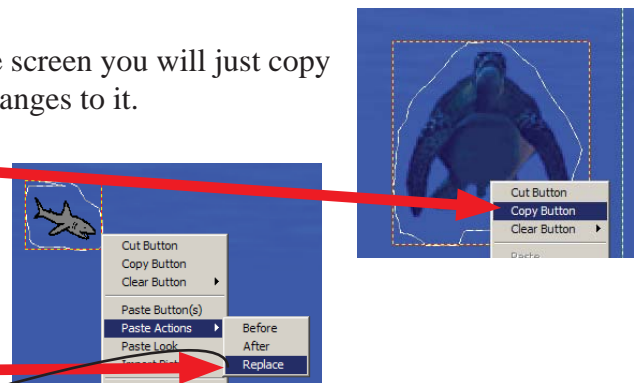 screen you will just copy
anges to it.
Cut Button
Copy Button
Clear Button
Paste
Cut Button
Copy Button
Clear Button
Paste Button(s)
Paste Actions
Paste Look
Before
After
Replace